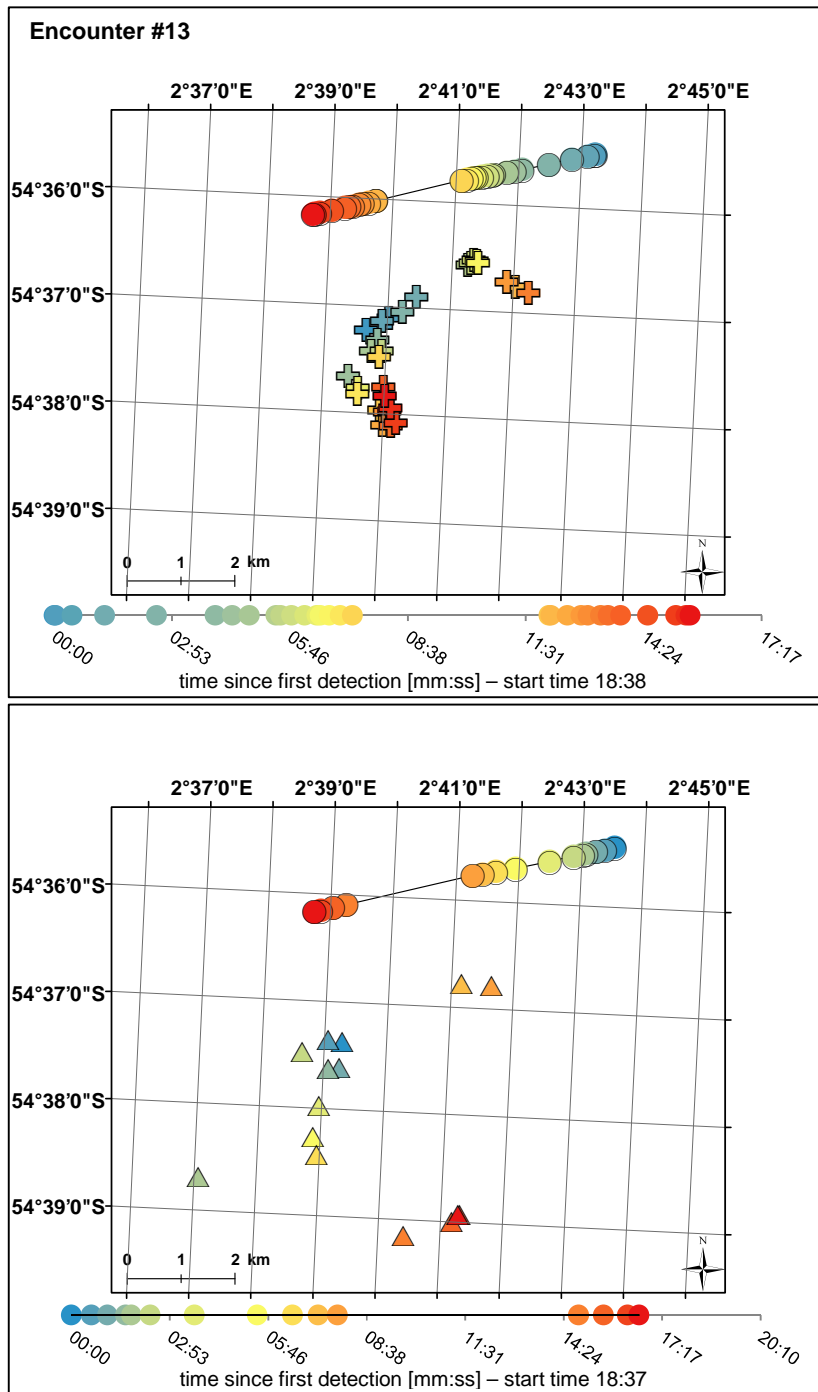 Encounter #13
2°37'0"E 2°39'0"E 2°41'0"E 2°43'0"E 2°45'0"E
54°36'0"S
54°37'0"S
54°38'0"S
54°39'0"S
0 1 2 km
N
00:00 02:53 05:46 08:38 11:31 14:24 17:17
time since first detection [mm:ss] – start time 18:38
2°37'0"E 2°39'0"E 2°41'0"E 2°43'0"E 2°45'0"E
54°36'0"S
54°37'0"S
54°38'0"S
54°39'0"S
0 1 2 km
N
00:00 02:53 05:46 08:38 11:31 14:24 17:17 20:10
time since first detection [mm:ss] – start time 18:37